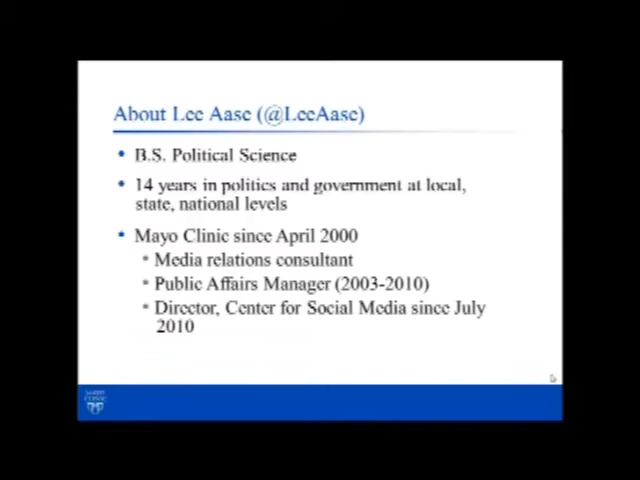 About Lee Aase (@LeeAase)
• B.S. Political Science
• 14 years in politics and government at local,
state, national levels
• Mayo Clinic since April 2000
• Media relations consultant
• Public Affairs Manager (2003-2010)
• Director, Center for Social Media since July
2010